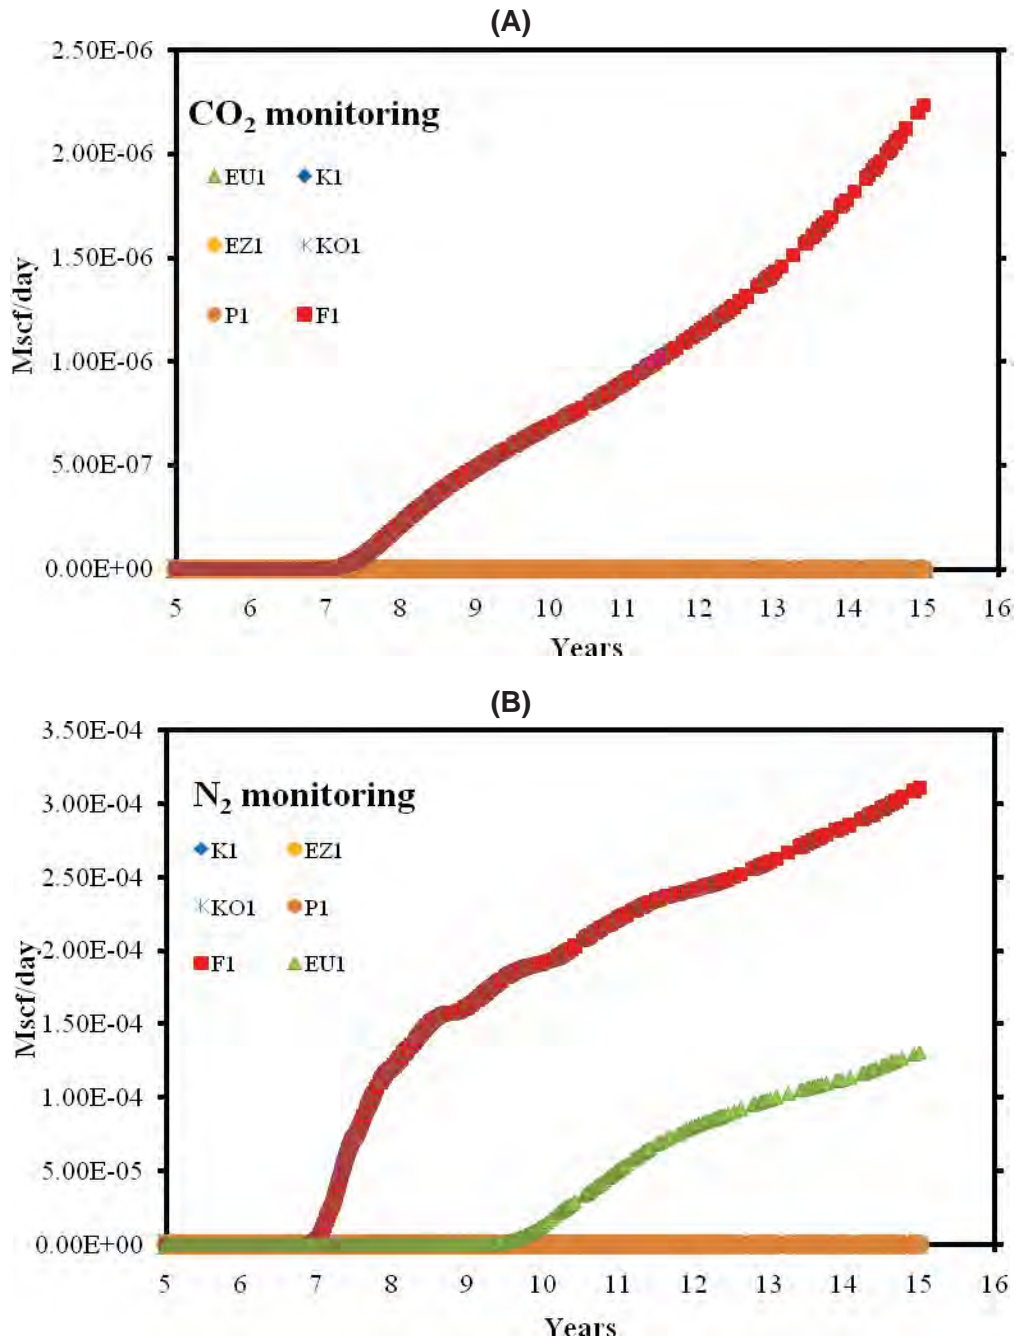 (A)
2.50E-06
CO₂ monitoring
2.00E-06
EU1 K1
1.50E-06
EZ1 KO1
P1 F1
Mscf/day
1.00E-06
5.00E-07
0.00E+00
5 6 7 8 9 10 11 12 13 14 15 16
Years
(B)
3.50E-04
N₂ monitoring
3.00E-04
K1 EZ1
2.50E-04
KO1 P1
2.00E-04
F1 EU1
Mscf/day
1.50E-04
1.00E-04
5.00E-05
0.00E+00
5 6 7 8 9 10 11 12 13 14 15 16
Years